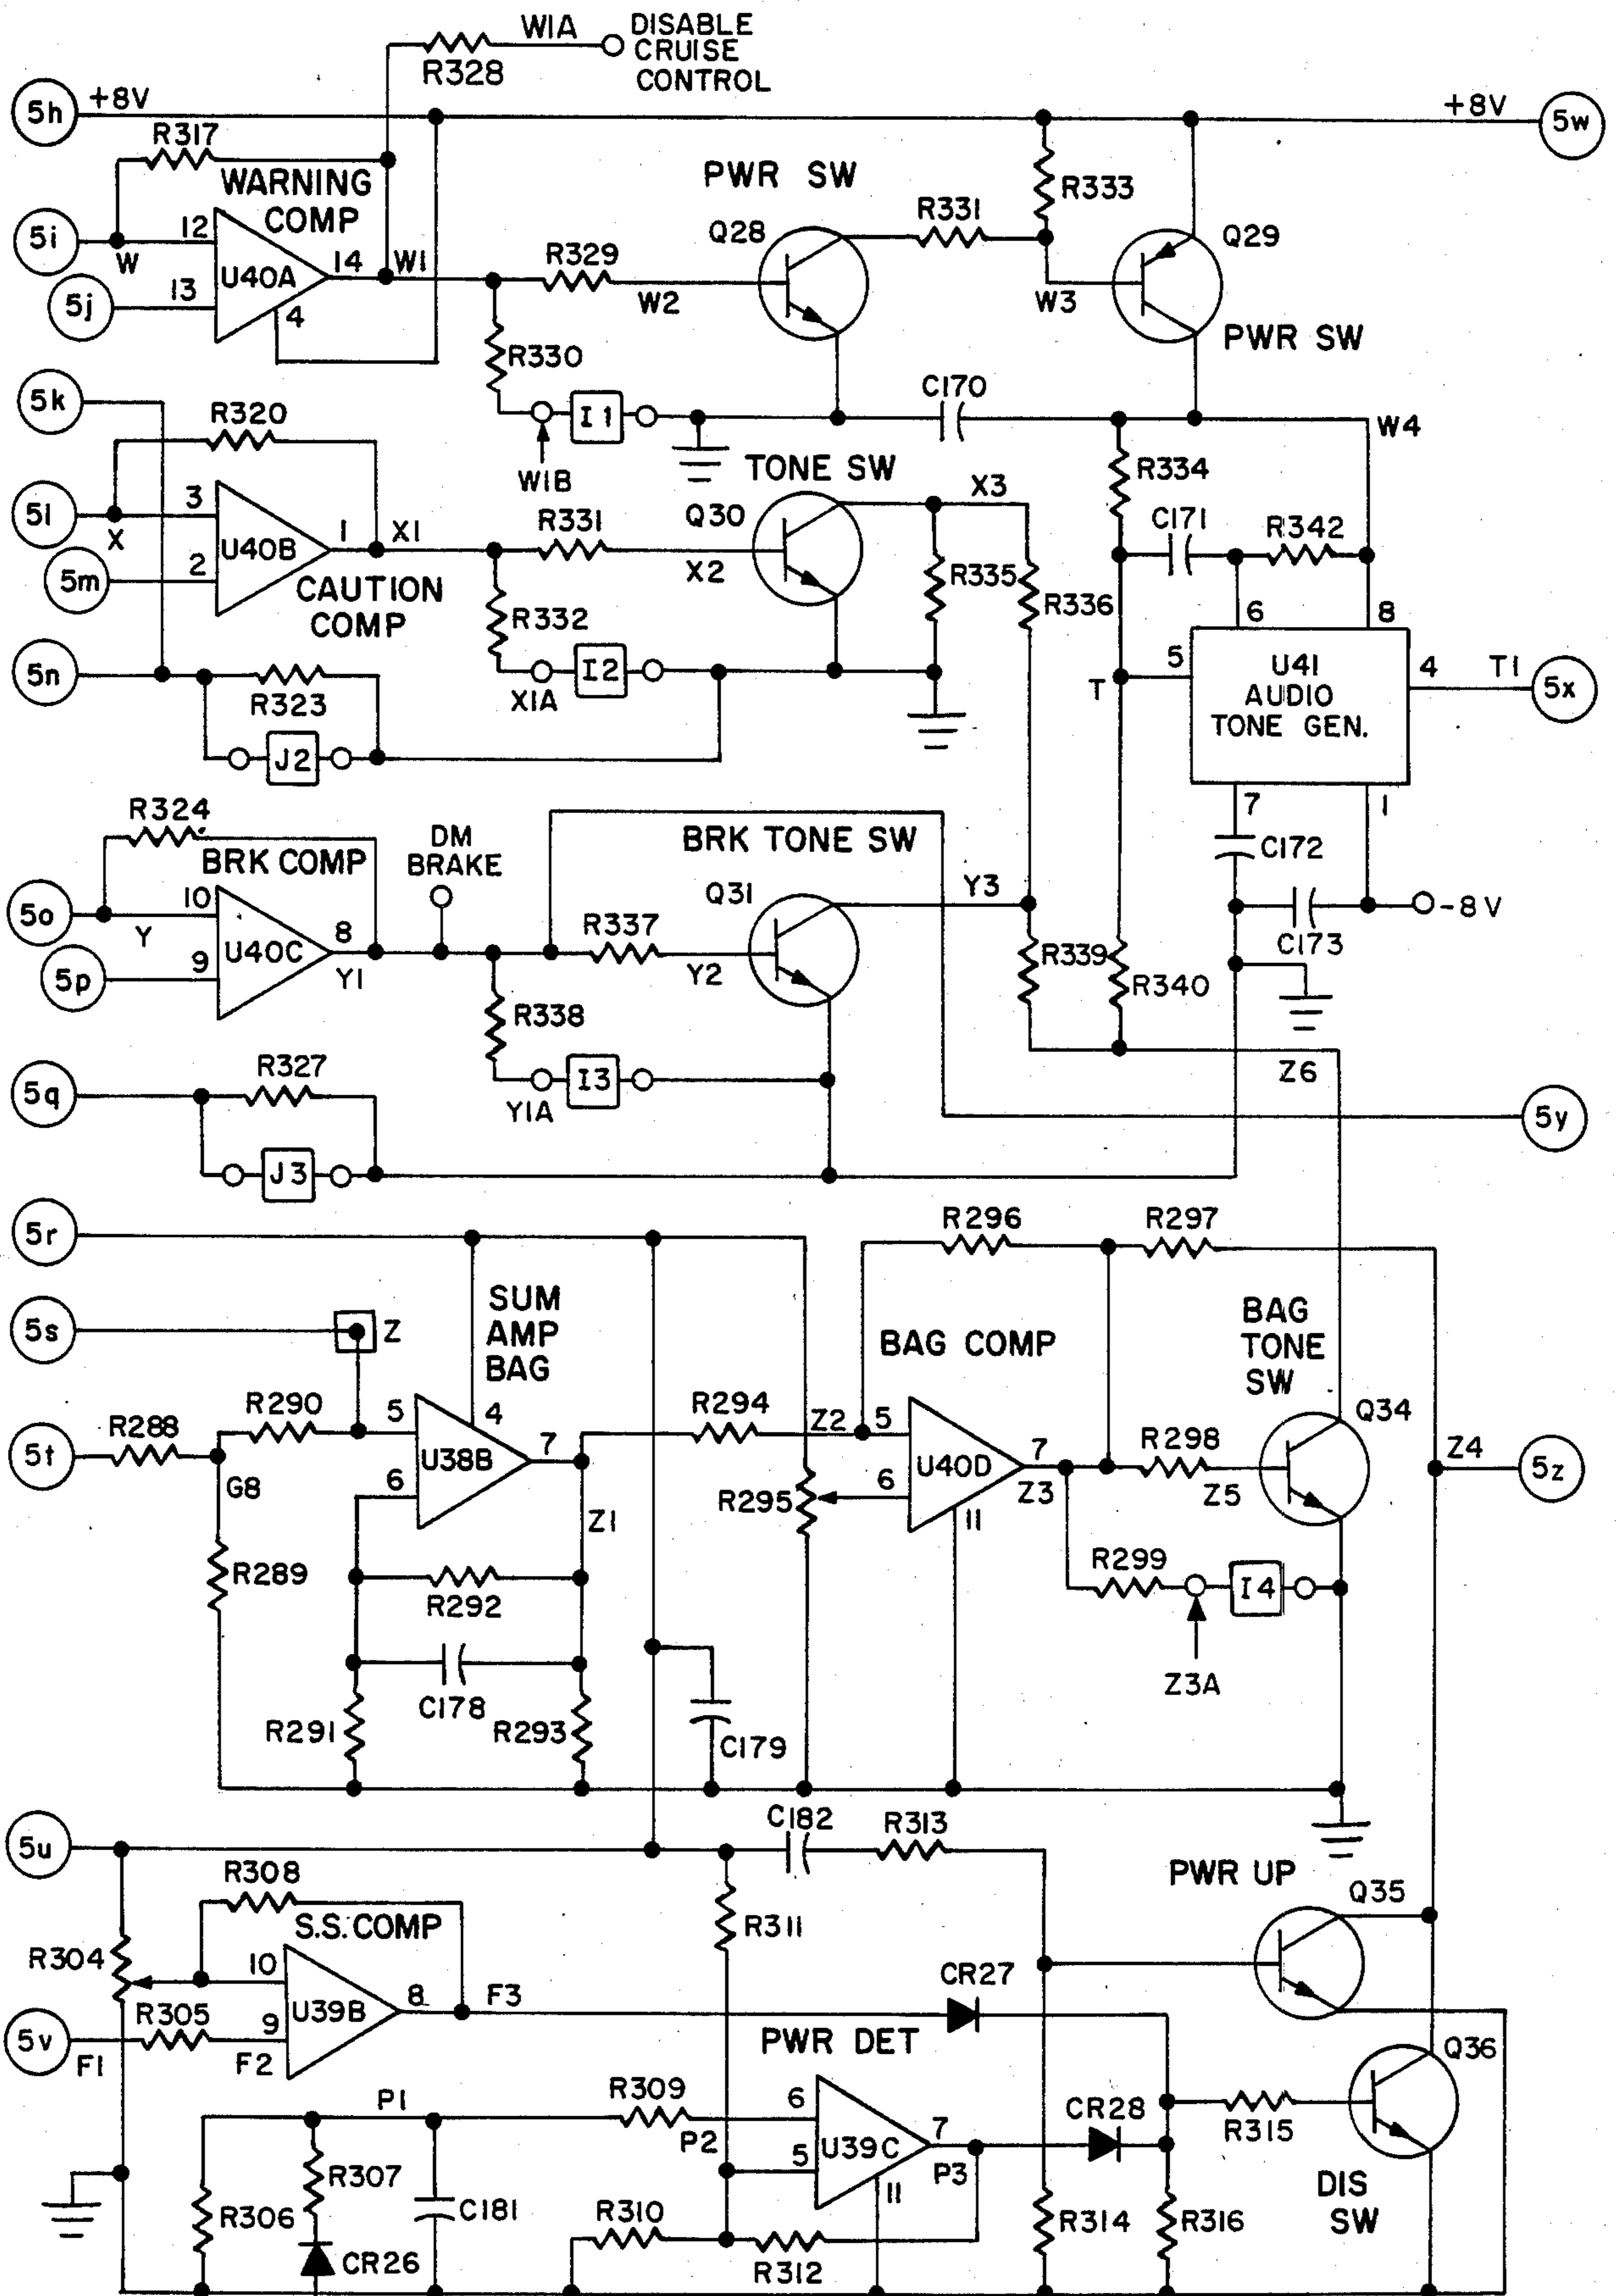 W1A
DISABLE
CRUISE
CONTROL
R328
5h
+8V
+8V
5w
R317
WARNING
COMP
PWR SW
R333
R331
5i
W
12
14
W1
U40A
R329
Q28
Q29
W2
W3
5j
13
4
R330
PWR SW
5k
R320
I1
C170
W4
W1B
TONE SW
R334
X3
5l
X
3
1
X1
U40B
R331
Q30
C171
R342
5m
2
X2
R335
R336
CAUTION
COMP
R332
6
8
5n
R323
X1A
I2
T
5
U41
AUDIO
TONE GEN.
4
T1
5x
J2
7
1
R324
BRK COMP
DM
BRAKE
BRK TONE SW
C172
5o
Y
10
8
U40C
Q31
Y3
-8V
C173
R337
5p
9
Y1
Y2
R339
R340
R338
5q
R327
Y1A
I3
Z6
5y
J3
5r
R296
R297
5s
Z
SUM
AMP
BAG
BAG COMP
BAG
TONE
SW
5t
R288
R290
5
4
7
U38B
R294
Z2
5
U40D
7
R298
Q34
Z4
5z
G8
6
Z1
R295
6
Z3
Z5
11
R289
R292
R299
I4
C178
Z3A
R291
R293
C179
5u
C182
R313
PWR UP
R308
S.S. COMP
R311
Q35
R304
10
U39B
8
F3
CR27
5v
F1
R305
9
F2
PWR DET
Q36
P1
R309
6
7
CR28
R315
P2
U39C
5
P3
R307
11
R306
C181
R310
R314
R316
DIS
SW
CR26
R312